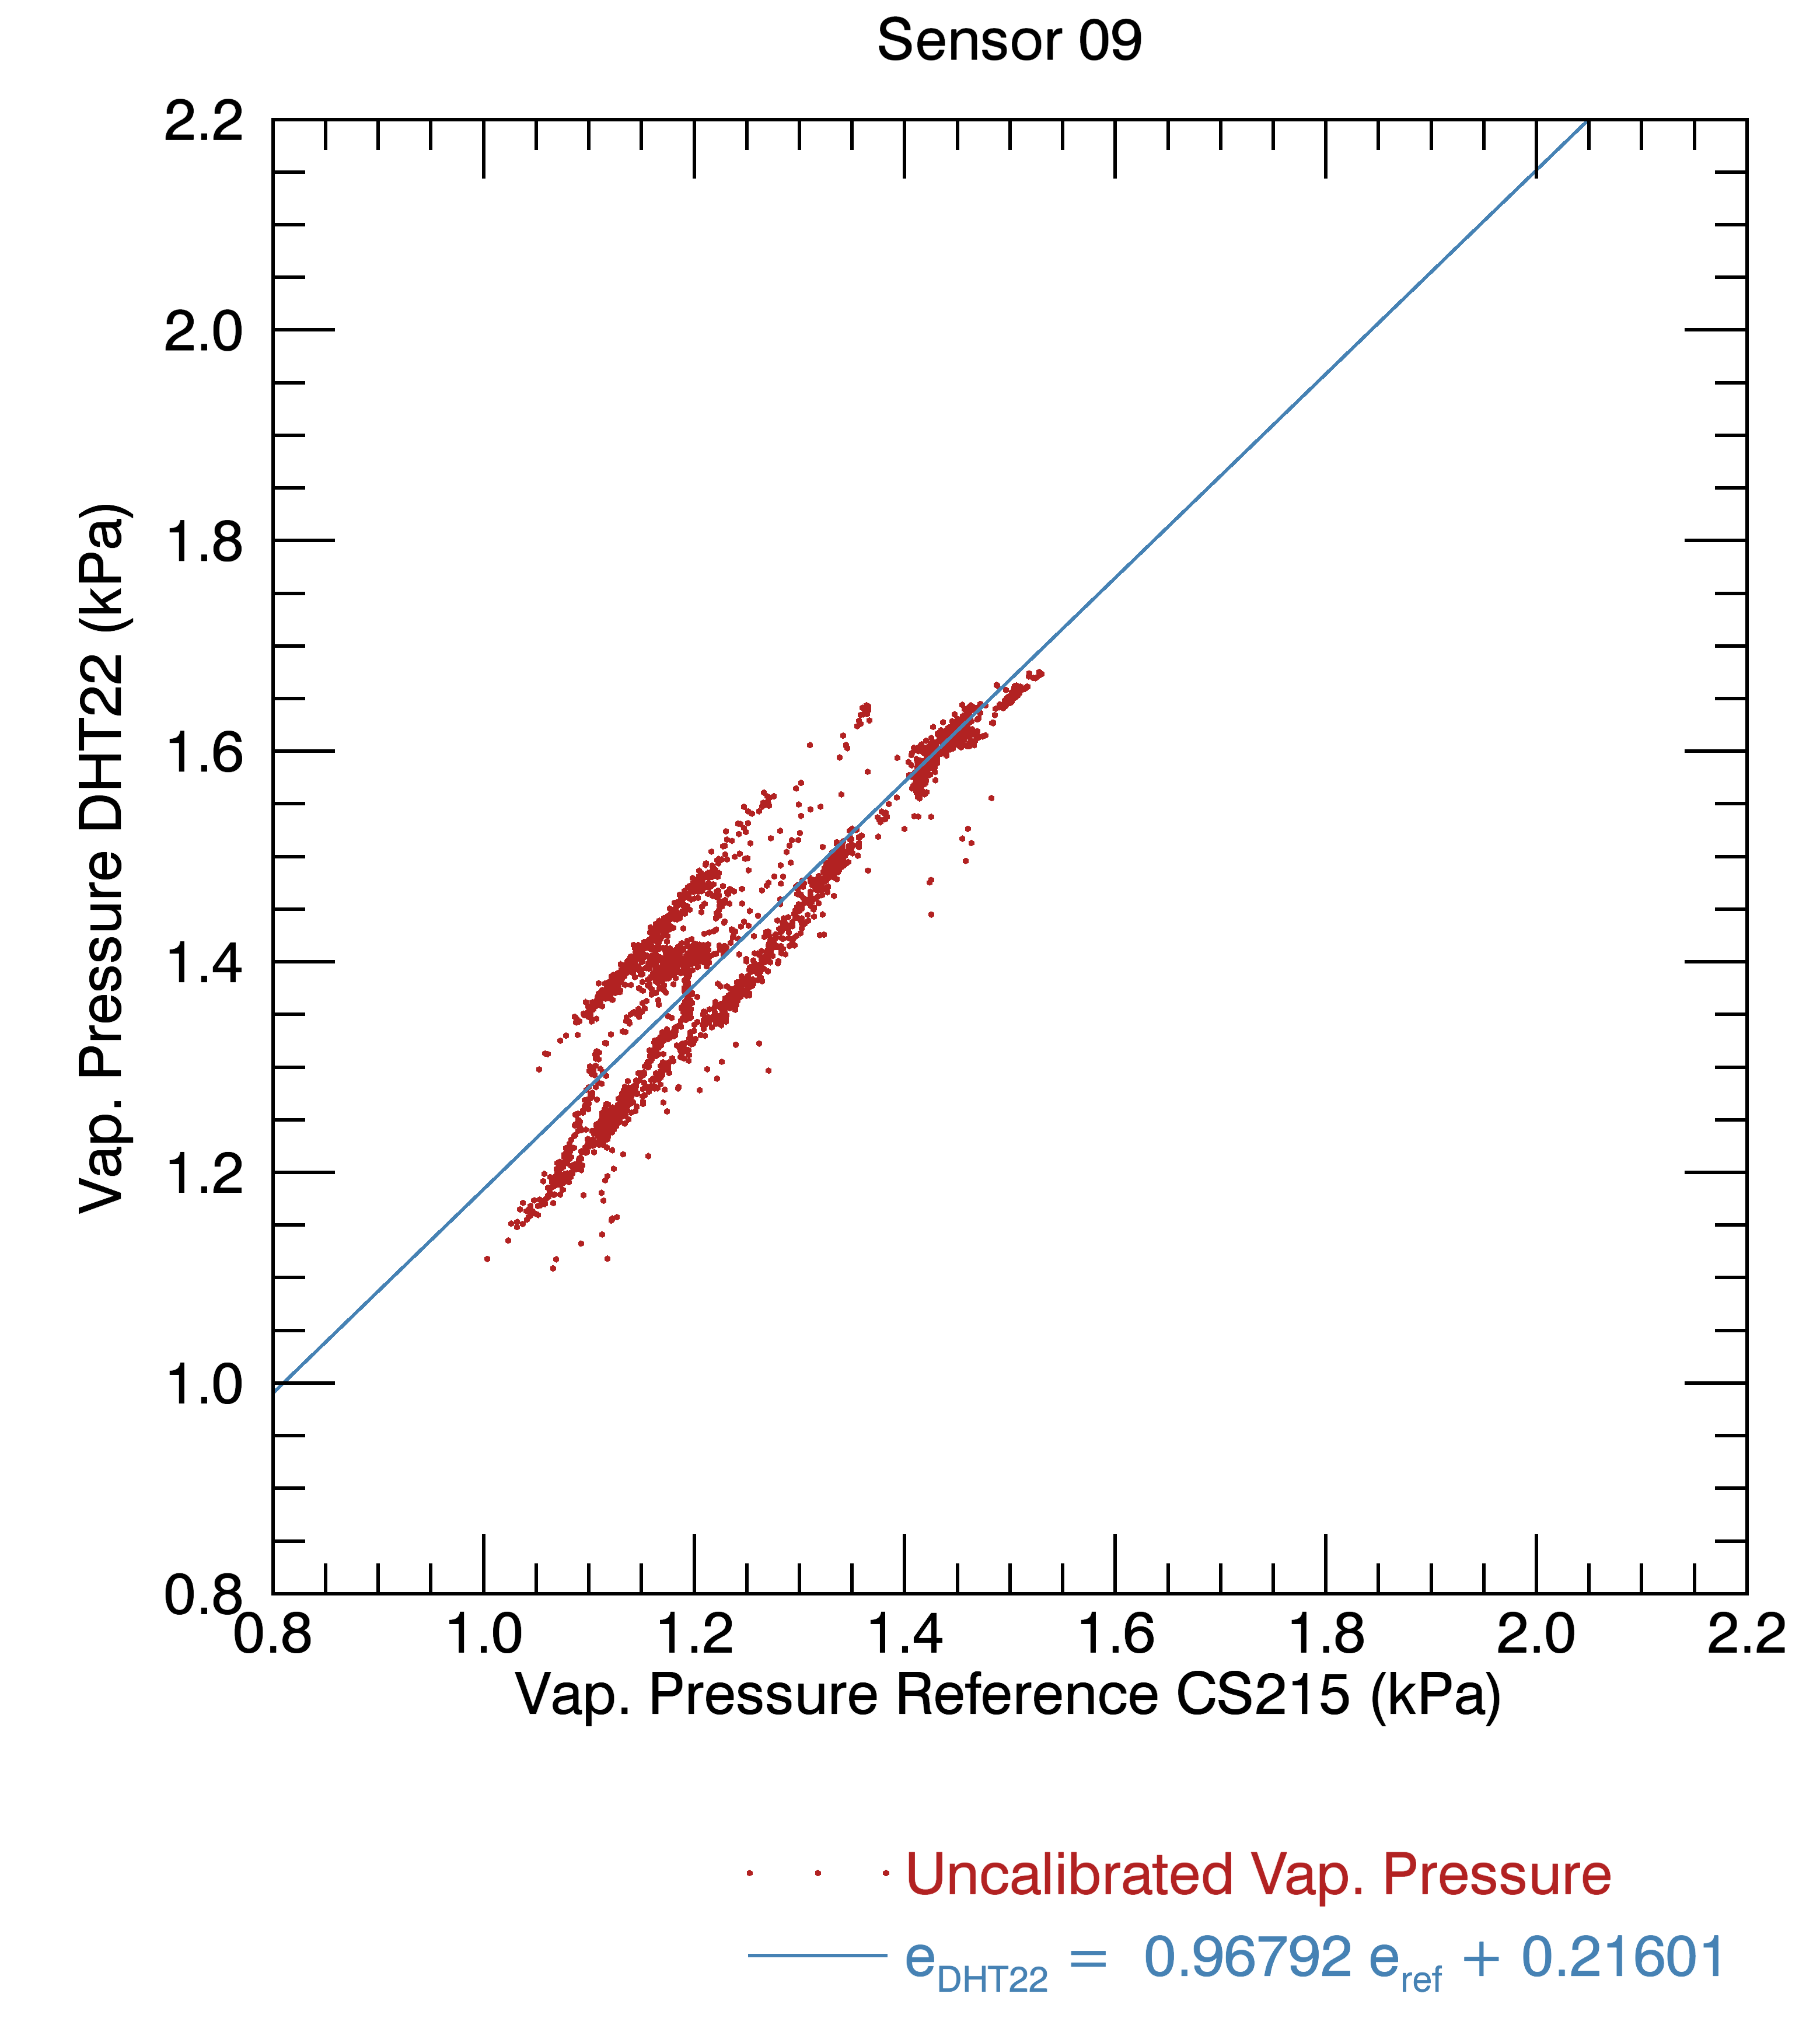 Sensor 09
2.2
2.0
1.8
1.6
1.4
1.2
1.0
0.8
Vap. Pressure DHT22 (kPa)
0.8 1.0 1.2 1.4 1.6 1.8 2.0 2.2
Vap. Pressure Reference CS215 (kPa)
Uncalibrated Vap. Pressure
eDHT22 = 0.96792 eref + 0.21601